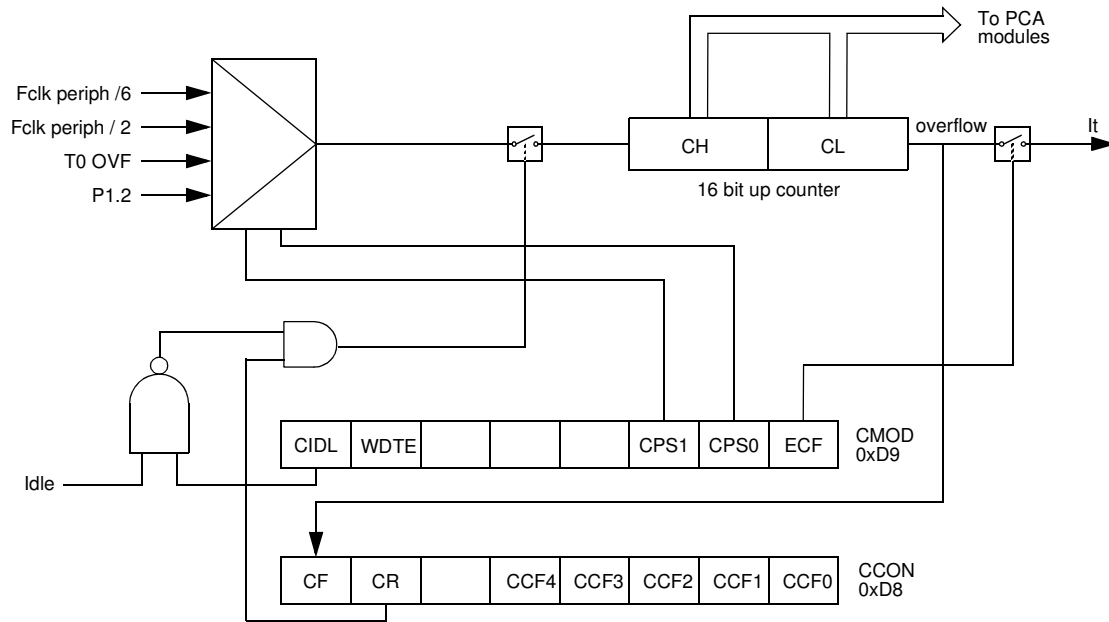 To PCA
modules
Fclk periph /6
Fclk periph / 2
T0 OVF
P1.2
CH
CL
overflow
It
16 bit up counter
CIDL
WDTE
CPS1
CPS0
ECF
CMOD
0xD9
Idle
CF
CR
CCF4
CCF3
CCF2
CCF1
CCF0
CCON
0xD8